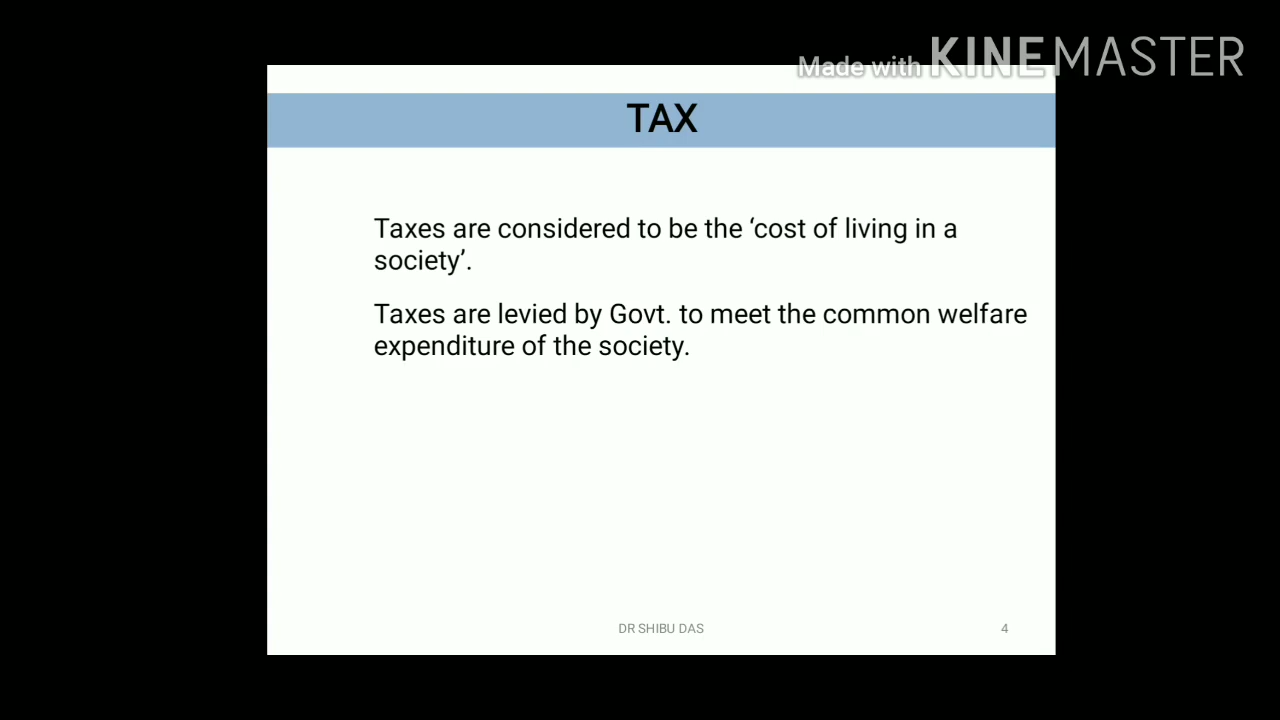 Made with KINEMASTER
TAX
Taxes are considered to be the ‘cost of living in a
society’.
Taxes are levied by Govt. to meet the common welfare
expenditure of the society.
DR SHIBU DAS 4